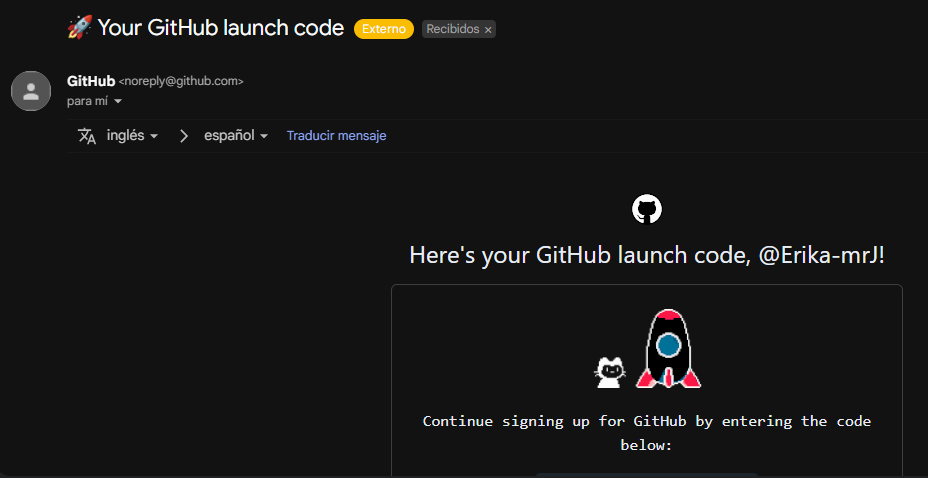 🚀 Your GitHub launch code Externo Recibidos ×
GitHub <noreply@github.com>
para mí
inglés español Traducir mensaje
Here's your GitHub launch code, @Erika-mrJ!
Continue signing up for GitHub by entering the code
below: